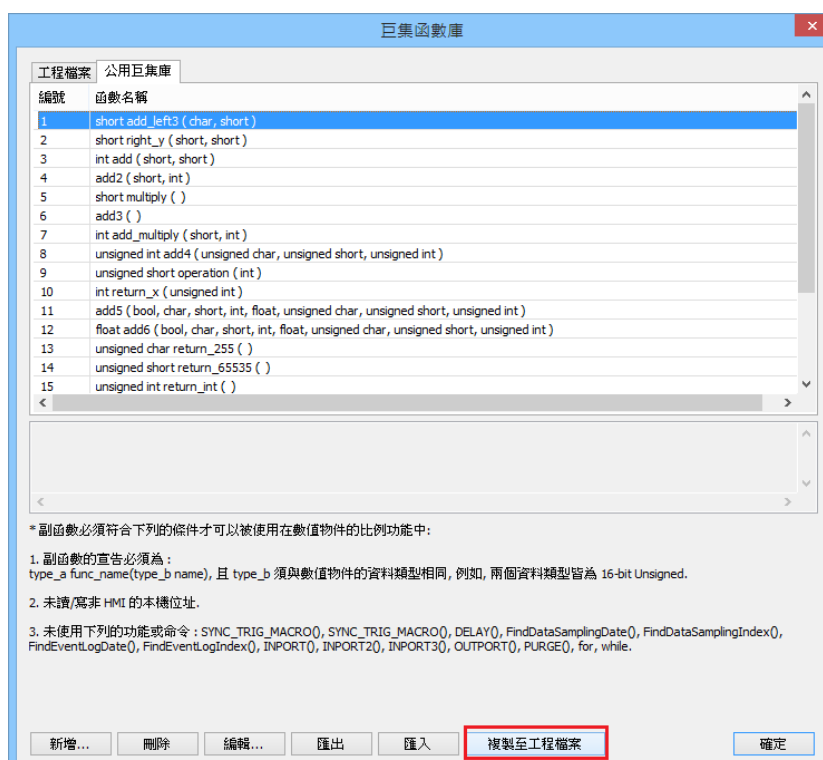 巨集函數庫
×
工程檔案 公用巨集庫
編號 函數名稱
1 short add_left3 ( char, short )
2 short right_y ( short, short )
3 int add ( short, short )
4 add2 ( short, int )
5 short multiply ( )
6 add3 ( )
7 int add_multiply ( short, int )
8 unsigned int add4 ( unsigned char, unsigned short, unsigned int )
9 unsigned short operation ( int )
10 int return_x ( unsigned int )
11 add5 ( bool, char, short, int, float, unsigned char, unsigned short, unsigned int )
12 float add6 ( bool, char, short, int, float, unsigned char, unsigned short, unsigned int )
13 unsigned char return_255 ( )
14 unsigned short return_65535 ( )
15 unsigned int return_int ( )
* 副函數必須符合下列的條件才可以被使用在數值物件的比例功能中:
1. 副函數的宣告必須為 :
type_a func_name(type_b name), 且 type_b 須與數值物件的資料類型相同, 例如, 兩個資料類型皆為 16-bit Unsigned.
2. 未讀/寫非 HMI 的本機位址.
3. 未使用下列的功能或命令 : SYNC_TRIG_MACRO(), SYNC_TRIG_MACRO(), DELAY(), FindDataSamplingDate(), FindDataSamplingIndex(),
FindEventLogDate(), FindEventLogIndex(), INPORT(), INPORT2(), INPORT3(), OUTPORT(), PURGE(), for, while.
新增... 刪除 編輯... 匯出 匯入 複製至工程檔案 確定